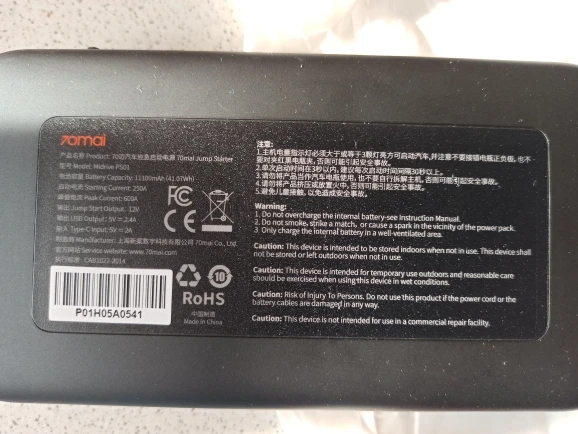 70mai
产品名称 Product: 70迈汽车应急启动电源 70mai Jump Starter
型号 Model: Midrive PS01
电池容量 Battery Capacity: 11100mAh (41.07Wh)
启动电流 Starting Current: 250A
峰值电流 Peak Current: 600A
输出 Jump Start Output: 12V
输出 USB Output: 5V ⎓ 2.4A
输入 Type-C Input: 5V ⎓ 2A
制造商 Manufacturer: 上海新案数字科技有限公司 70mai Co., Ltd.
官方网站 Service website: www.70mai.com
执行标准: CAB1022-2014
FC
CE
P01H05A0541
10
RoHS
中国制造
Made in China
注意:
1.主机电量指示灯必须大于或等于3颗灯亮方可启动汽车,并注意不要接错电瓶正负极,也不
要对夹红黑电瓶夹,否则可能引起安全事故。
2.单次启动时间在3秒以内,建议每次启动时间间隔30秒以上。
3.请勿将产品当作汽车电瓶使用,也不要自行拆解主机,否则可能引起安全事故。
4.请勿将产品挤压或放置火中,否则可能引起安全事故。
5.避免儿童接触,以免造成安全事故。
Warning:
1. Do not overcharge the internal battery-see Instruction Manual.
2. Do not smoke, strike a match, or cause a spark in the vicinity of the power pack.
3. Only charge the internal battery in a well-ventilated area.
Caution: This device is intended to be stored indoors when not in use. This device shall
not be stored or left outdoors when not in use.
Caution: This device is intended for temporary use outdoors and reasonable care
should be exercised when using this device in wet conditions.
Caution: Risk of Injury To Persons. Do not use this product if the power cord or the
battery cables are damaged in any way.
Caution: This device is not intended for use in a commercial repair facility.